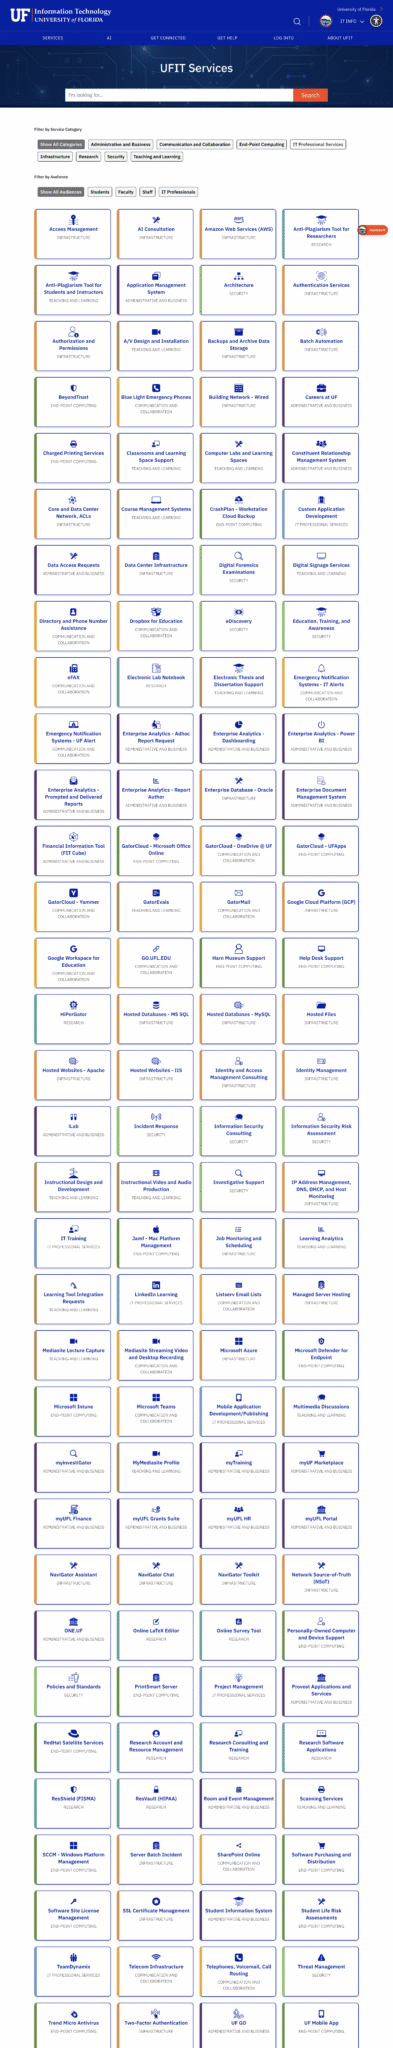 UF Information Technology
UNIVERSITY of FLORIDA
University of Florida
IT INFO
SERVICES AI GET CONNECTED GET HELP LOG INTO ABOUT UFIT
UFIT Services
I'm looking for...
Search
Filter by Service Category
Show All Categories Administrative and Business Communication and Collaboration End-Point Computing IT Professional Services
Infrastructure Research Security Teaching and Learning
Filter by Audience
Show All Audiences Students Faculty Staff IT Professionals
Access Management
INFRASTRUCTURE
AI Consultation
INFRASTRUCTURE
Amazon Web Services (AWS)
INFRASTRUCTURE
Anti-Plagiarism Tool for
Researchers
RESEARCH
Anti-Plagiarism Tool for
Students and Instructors
TEACHING AND LEARNING
Application Management
System
ADMINISTRATIVE AND BUSINESS
Architecture
SECURITY
Authentication Services
INFRASTRUCTURE
Authorization and
Permissions
INFRASTRUCTURE
A/V Design and Installation
TEACHING AND LEARNING
Backups and Archive Data
Storage
INFRASTRUCTURE
Batch Automation
INFRASTRUCTURE
BeyondTrust
END-POINT COMPUTING
Blue Light Emergency Phones
COMMUNICATION AND
COLLABORATION
Building Network - Wired
INFRASTRUCTURE
Careers at UF
ADMINISTRATIVE AND BUSINESS
Charged Printing Services
END-POINT COMPUTING
Classrooms and Learning
Space Support
TEACHING AND LEARNING
Computer Labs and Learning
Spaces
TEACHING AND LEARNING
Constituent Relationship
Management System
ADMINISTRATIVE AND BUSINESS
Core and Data Center
Network, ACLs
INFRASTRUCTURE
Course Management Systems
TEACHING AND LEARNING
CrashPlan - Workstation
Cloud Backup
END-POINT COMPUTING
Custom Application
Development
IT PROFESSIONAL SERVICES
Data Access Requests
ADMINISTRATIVE AND BUSINESS
Data Center Infrastructure
INFRASTRUCTURE
Digital Forensics
Examinations
SECURITY
Digital Signage Services
TEACHING AND LEARNING
Directory and Phone Number
Assistance
COMMUNICATION AND
COLLABORATION
Dropbox for Education
COMMUNICATION AND
COLLABORATION
eDiscovery
SECURITY
Education, Training, and
Awareness
SECURITY
eFAX
COMMUNICATION AND
COLLABORATION
Electronic Lab Notebook
RESEARCH
Electronic Thesis and
Dissertation Support
TEACHING AND LEARNING
Emergency Notification
Systems - IT Alerts
COMMUNICATION AND
COLLABORATION
Emergency Notification
Systems - UF Alert
COMMUNICATION AND
COLLABORATION
Enterprise Analytics - Adhoc
Report Request
ADMINISTRATIVE AND BUSINESS
Enterprise Analytics -
Dashboarding
ADMINISTRATIVE AND BUSINESS
Enterprise Analytics - Power
BI
ADMINISTRATIVE AND BUSINESS
Enterprise Analytics -
Prompted and Delivered
Reports
ADMINISTRATIVE AND BUSINESS
Enterprise Analytics - Report
Author
ADMINISTRATIVE AND BUSINESS
Enterprise Database - Oracle
INFRASTRUCTURE
Enterprise Document
Management System
ADMINISTRATIVE AND BUSINESS
Financial Information Tool
(FIT Cube)
ADMINISTRATIVE AND BUSINESS
GatorCloud - Microsoft Office
Online
END-POINT COMPUTING
GatorCloud - OneDrive @ UF
COMMUNICATION AND
COLLABORATION
GatorCloud - UFApps
END-POINT COMPUTING
GatorCloud - Yammer
COMMUNICATION AND
COLLABORATION
GatorEvals
TEACHING AND LEARNING
GatorMail
COMMUNICATION AND
COLLABORATION
Google Cloud Platform (GCP)
INFRASTRUCTURE
Google Workspace for
Education
COMMUNICATION AND
COLLABORATION
GO.UFL.EDU
COMMUNICATION AND
COLLABORATION
Harn Museum Support
END-POINT COMPUTING
Help Desk Support
END-POINT COMPUTING
HiPerGator
RESEARCH
Hosted Databases - MS SQL
INFRASTRUCTURE
Hosted Databases - MySQL
INFRASTRUCTURE
Hosted Files
INFRASTRUCTURE
Hosted Websites - Apache
INFRASTRUCTURE
Hosted Websites - IIS
INFRASTRUCTURE
Identity and Access
Management Consulting
INFRASTRUCTURE
Identity Management
INFRASTRUCTURE
iLab
ADMINISTRATIVE AND BUSINESS
Incident Response
SECURITY
Information Security
Consulting
SECURITY
Information Security Risk
Assessment
SECURITY
Instructional Design and
Development
TEACHING AND LEARNING
Instructional Video and Audio
Production
TEACHING AND LEARNING
Investigative Support
SECURITY
IP Address Management,
DNS, DHCP, and Host
Monitoring
INFRASTRUCTURE
IT Training
IT PROFESSIONAL SERVICES
Jamf - Mac Platform
Management
END-POINT COMPUTING
Job Monitoring and
Scheduling
INFRASTRUCTURE
Learning Analytics
TEACHING AND LEARNING
Learning Tool Integration
Requests
TEACHING AND LEARNING
LinkedIn Learning
IT PROFESSIONAL SERVICES
Listserv Email Lists
COMMUNICATION AND
COLLABORATION
Managed Server Hosting
INFRASTRUCTURE
Mediasite Lecture Capture
TEACHING AND LEARNING
Mediasite Streaming Video
and Desktop Recording
COMMUNICATION AND
COLLABORATION
Microsoft Azure
INFRASTRUCTURE
Microsoft Defender for
Endpoint
END-POINT COMPUTING
Microsoft Intune
END-POINT COMPUTING
Microsoft Teams
COMMUNICATION AND
COLLABORATION
Mobile Application
Development/Publishing
IT PROFESSIONAL SERVICES
Multimedia Discussions
TEACHING AND LEARNING
myInvestiGator
ADMINISTRATIVE AND BUSINESS
MyMediasite Profile
TEACHING AND LEARNING
myTraining
ADMINISTRATIVE AND BUSINESS
myUF Marketplace
ADMINISTRATIVE AND BUSINESS
myUFL Finance
ADMINISTRATIVE AND BUSINESS
myUFL Grants Suite
ADMINISTRATIVE AND BUSINESS
myUFL HR
ADMINISTRATIVE AND BUSINESS
myUFL Portal
ADMINISTRATIVE AND BUSINESS
NaviGator Assistant
INFRASTRUCTURE
NaviGator Chat
INFRASTRUCTURE
NaviGator Toolkit
INFRASTRUCTURE
Network Source-of-Truth
(NSoT)
INFRASTRUCTURE
ONE.UF
ADMINISTRATIVE AND BUSINESS
Online LaTeX Editor
RESEARCH
Online Survey Tool
RESEARCH
Personally-Owned Computer
and Device Support
END-POINT COMPUTING
Policies and Standards
SECURITY
PrintSmart Server
END-POINT COMPUTING
Project Management
IT PROFESSIONAL SERVICES
Provost Applications and
Services
ADMINISTRATIVE AND BUSINESS
RedHat Satellite Services
END-POINT COMPUTING
Research Account and
Resource Management
RESEARCH
Research Consulting and
Training
RESEARCH
Research Software
Applications
RESEARCH
ResShield (FISMA)
RESEARCH
ResVault (HIPAA)
RESEARCH
Room and Event Management
ADMINISTRATIVE AND BUSINESS
Scanning Services
TEACHING AND LEARNING
SCCM - Windows Platform
Management
END-POINT COMPUTING
Server Batch Incident
INFRASTRUCTURE
SharePoint Online
COMMUNICATION AND
COLLABORATION
Software Purchasing and
Distribution
END-POINT COMPUTING
Software Site License
Management
END-POINT COMPUTING
SSL Certificate Management
INFRASTRUCTURE
Student Information System
ADMINISTRATIVE AND BUSINESS
Student Life Risk
Assessments
END-POINT COMPUTING
TeamDynamix
IT PROFESSIONAL SERVICES
Telecom Infrastructure
COMMUNICATION AND
COLLABORATION
Telephones, Voicemail, Call
Routing
COMMUNICATION AND
COLLABORATION
Threat Management
SECURITY
Trend Micro Antivirus
END-POINT COMPUTING
Two-Factor Authentication
INFRASTRUCTURE
UF GO
ADMINISTRATIVE AND BUSINESS
UF Mobile App
END-POINT COMPUTING